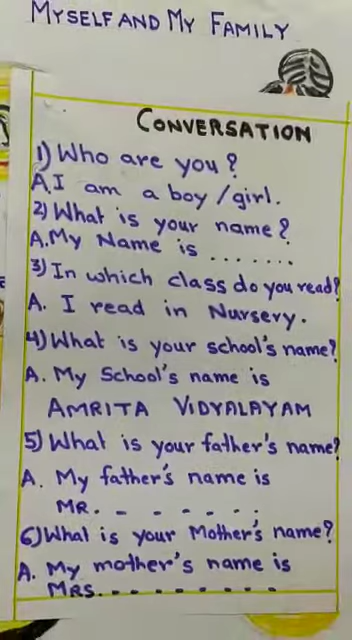 MYSELF AND MY FAMILY
CONVERSATION
1) Who are you?
A. I am a boy/girl.
2) What is your name?
A. My Name is .......
3) In which class do you read?
A. I read in Nursery.
4) What is your school's name?
A. My School's name is
AMRITA VIDYALAYAM
5) What is your father's name?
A. My father's name is
MR. - - - - - -
6) What is your Mother's name?
A. My mother's name is
MRS. - - - - - - - - -